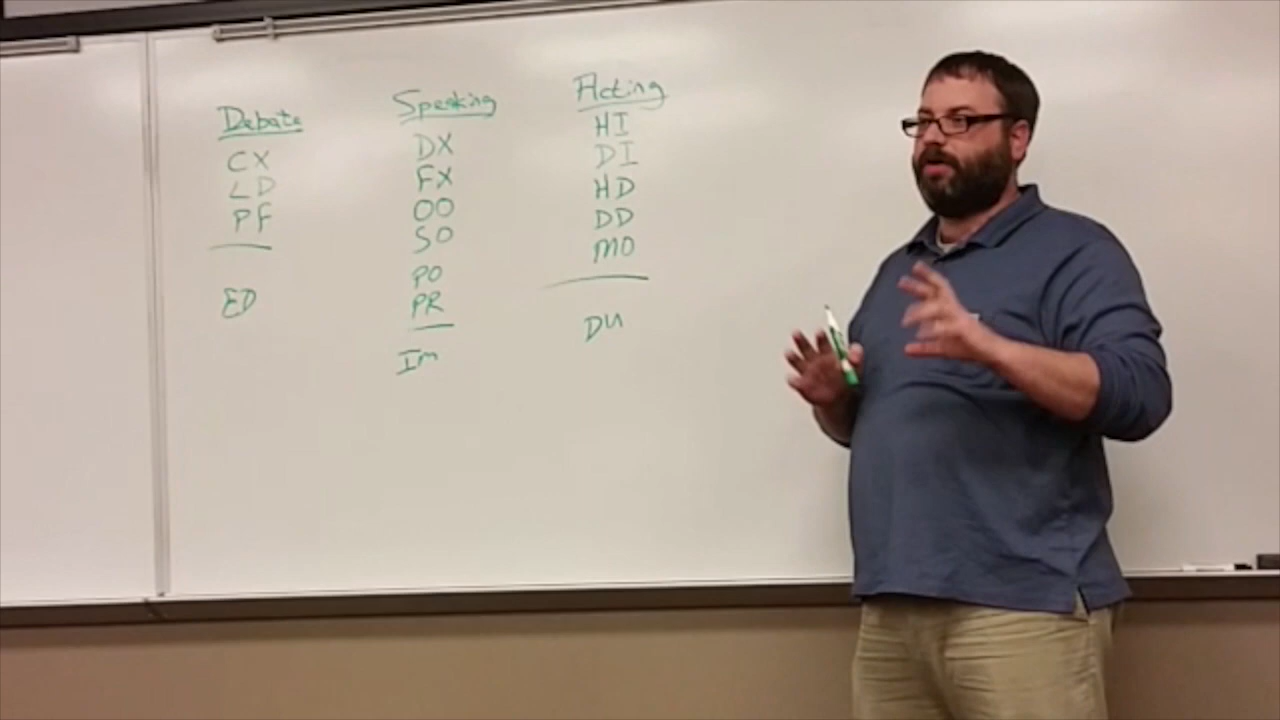 Debate
CX
LD
PF
ED
Speaking
DX
FX
OO
SO
PO
PR
Im
Acting
HI
DI
HD
DD
MO
DU